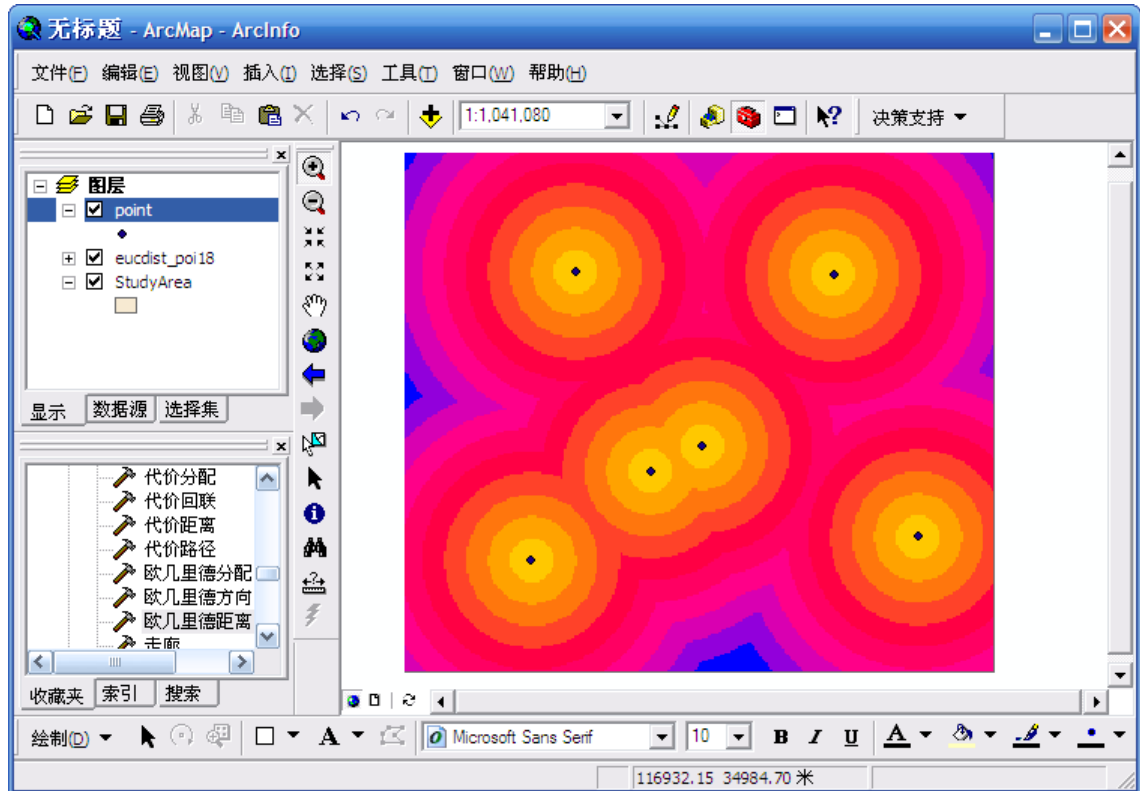 无标题 - ArcMap - ArcInfo
文件(F) 编辑(E) 视图(V) 插入(I) 选择(S) 工具(T) 窗口(W) 帮助(H)
1:1,041,080 决策支持
图层
point
eucdist_poi18
StudyArea
显示 数据源 选择集
代价分配
代价回联
代价距离
代价路径
欧几里德分配
欧几里德方向
欧几里德距离
走廊
收藏夹 索引 搜索
绘制(D) A Microsoft Sans Serif 10 B I U A
116932.15 34984.70 米